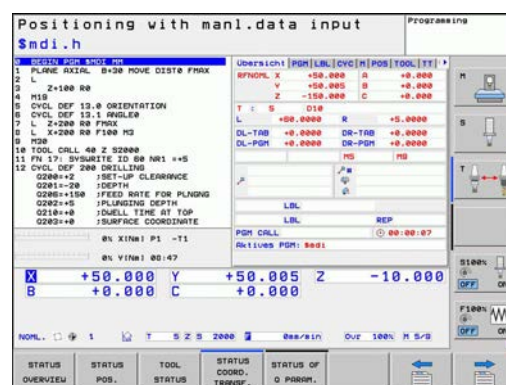 Positioning with manl.data input
Programming
$mdi.h
0 BEGIN PGM $MDI MM
1 PLANE AXIAL B+30 MOVE DIST0 FMAX
2 L
3 Z+100 R0
4 M19
5 CYCL DEF 13.0 ORIENTATION
6 CYCL DEF 13.1 ANGLE0
7 L Z+200 R0 FMAX
8 L X+200 R0 F100 M3
9 M30
10 TOOL CALL 40 Z S2000
11 FN 17: SYSWRITE ID 60 NR1 =+5
12 CYCL DEF 200 DRILLING
Q200=+2 ;SET-UP CLEARANCE
Q201=-20 ;DEPTH
Q206=+150 ;FEED RATE FOR PLNGNG
Q202=+5 ;PLUNGING DEPTH
Q210=+0 ;DWELL TIME AT TOP
Q203=+0 ;SURFACE COORDINATE
0% X[Nm] P1 -T1
0% Y[Nm] 08:47
Übersicht PGM LBL CYC M POS TOOL TT
RFNOML X +50.000 A +0.000
Y +50.005 B +0.000
Z -150.000 C +0.000
T : 5 D10
L +80.0000 R +5.0000
DL-TAB +0.0000 DR-TAB +0.0000
DL-PGM +0.0000 DR-PGM +0.0000
M5 M9
LBL
LBL REP
PGM CALL 00:00:07
Aktives PGM: $mdi
X +50.000 Y +50.005 Z -10.000
B +0.000 C +0.000
NOML. 1 T 5 Z S 2000 0mm/min Ovr 100% M 5/9
M
S
T
S100%
OFF ON
F100%
OFF ON
STATUS OVERVIEW
STATUS POS.
TOOL STATUS
STATUS COORD. TRANSF.
STATUS OF Q PARAM.